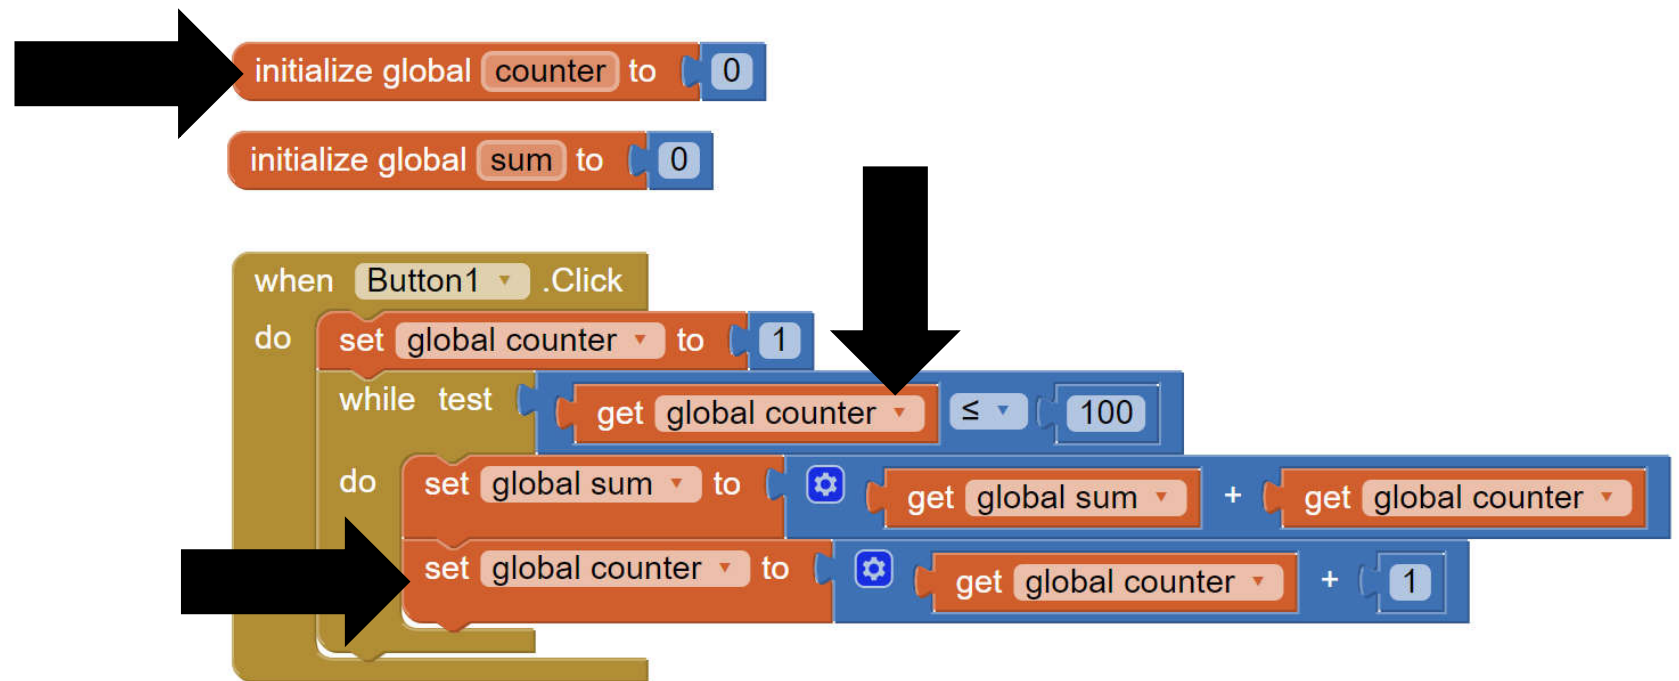 initialize global counter to 0
initialize global sum to 0
when Button1 .Click
do set global counter to 1
while test get global counter ≤ 100
do set global sum to get global sum + get global counter
set global counter to get global counter + 1